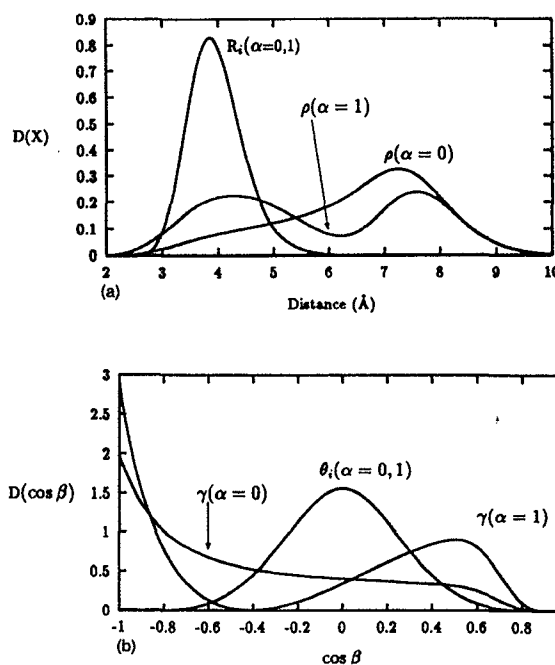 0.9
0.8
0.7
0.6
0.5
0.4
0.3
0.2
0.1
0
D(X)
R_i(α=0,1)
ρ(α = 1)
ρ(α = 0)
2 3 4 5 6 7 8 9 10
(a)
Distance (Å)
3
2.5
2
1.5
1
0.5
0
D(cos β)
γ(α = 0)
θ_i(α = 0, 1)
γ(α = 1)
-1 -0.8 -0.6 -0.4 -0.2 0 0.2 0.4 0.6 0.8
(b)
cos β